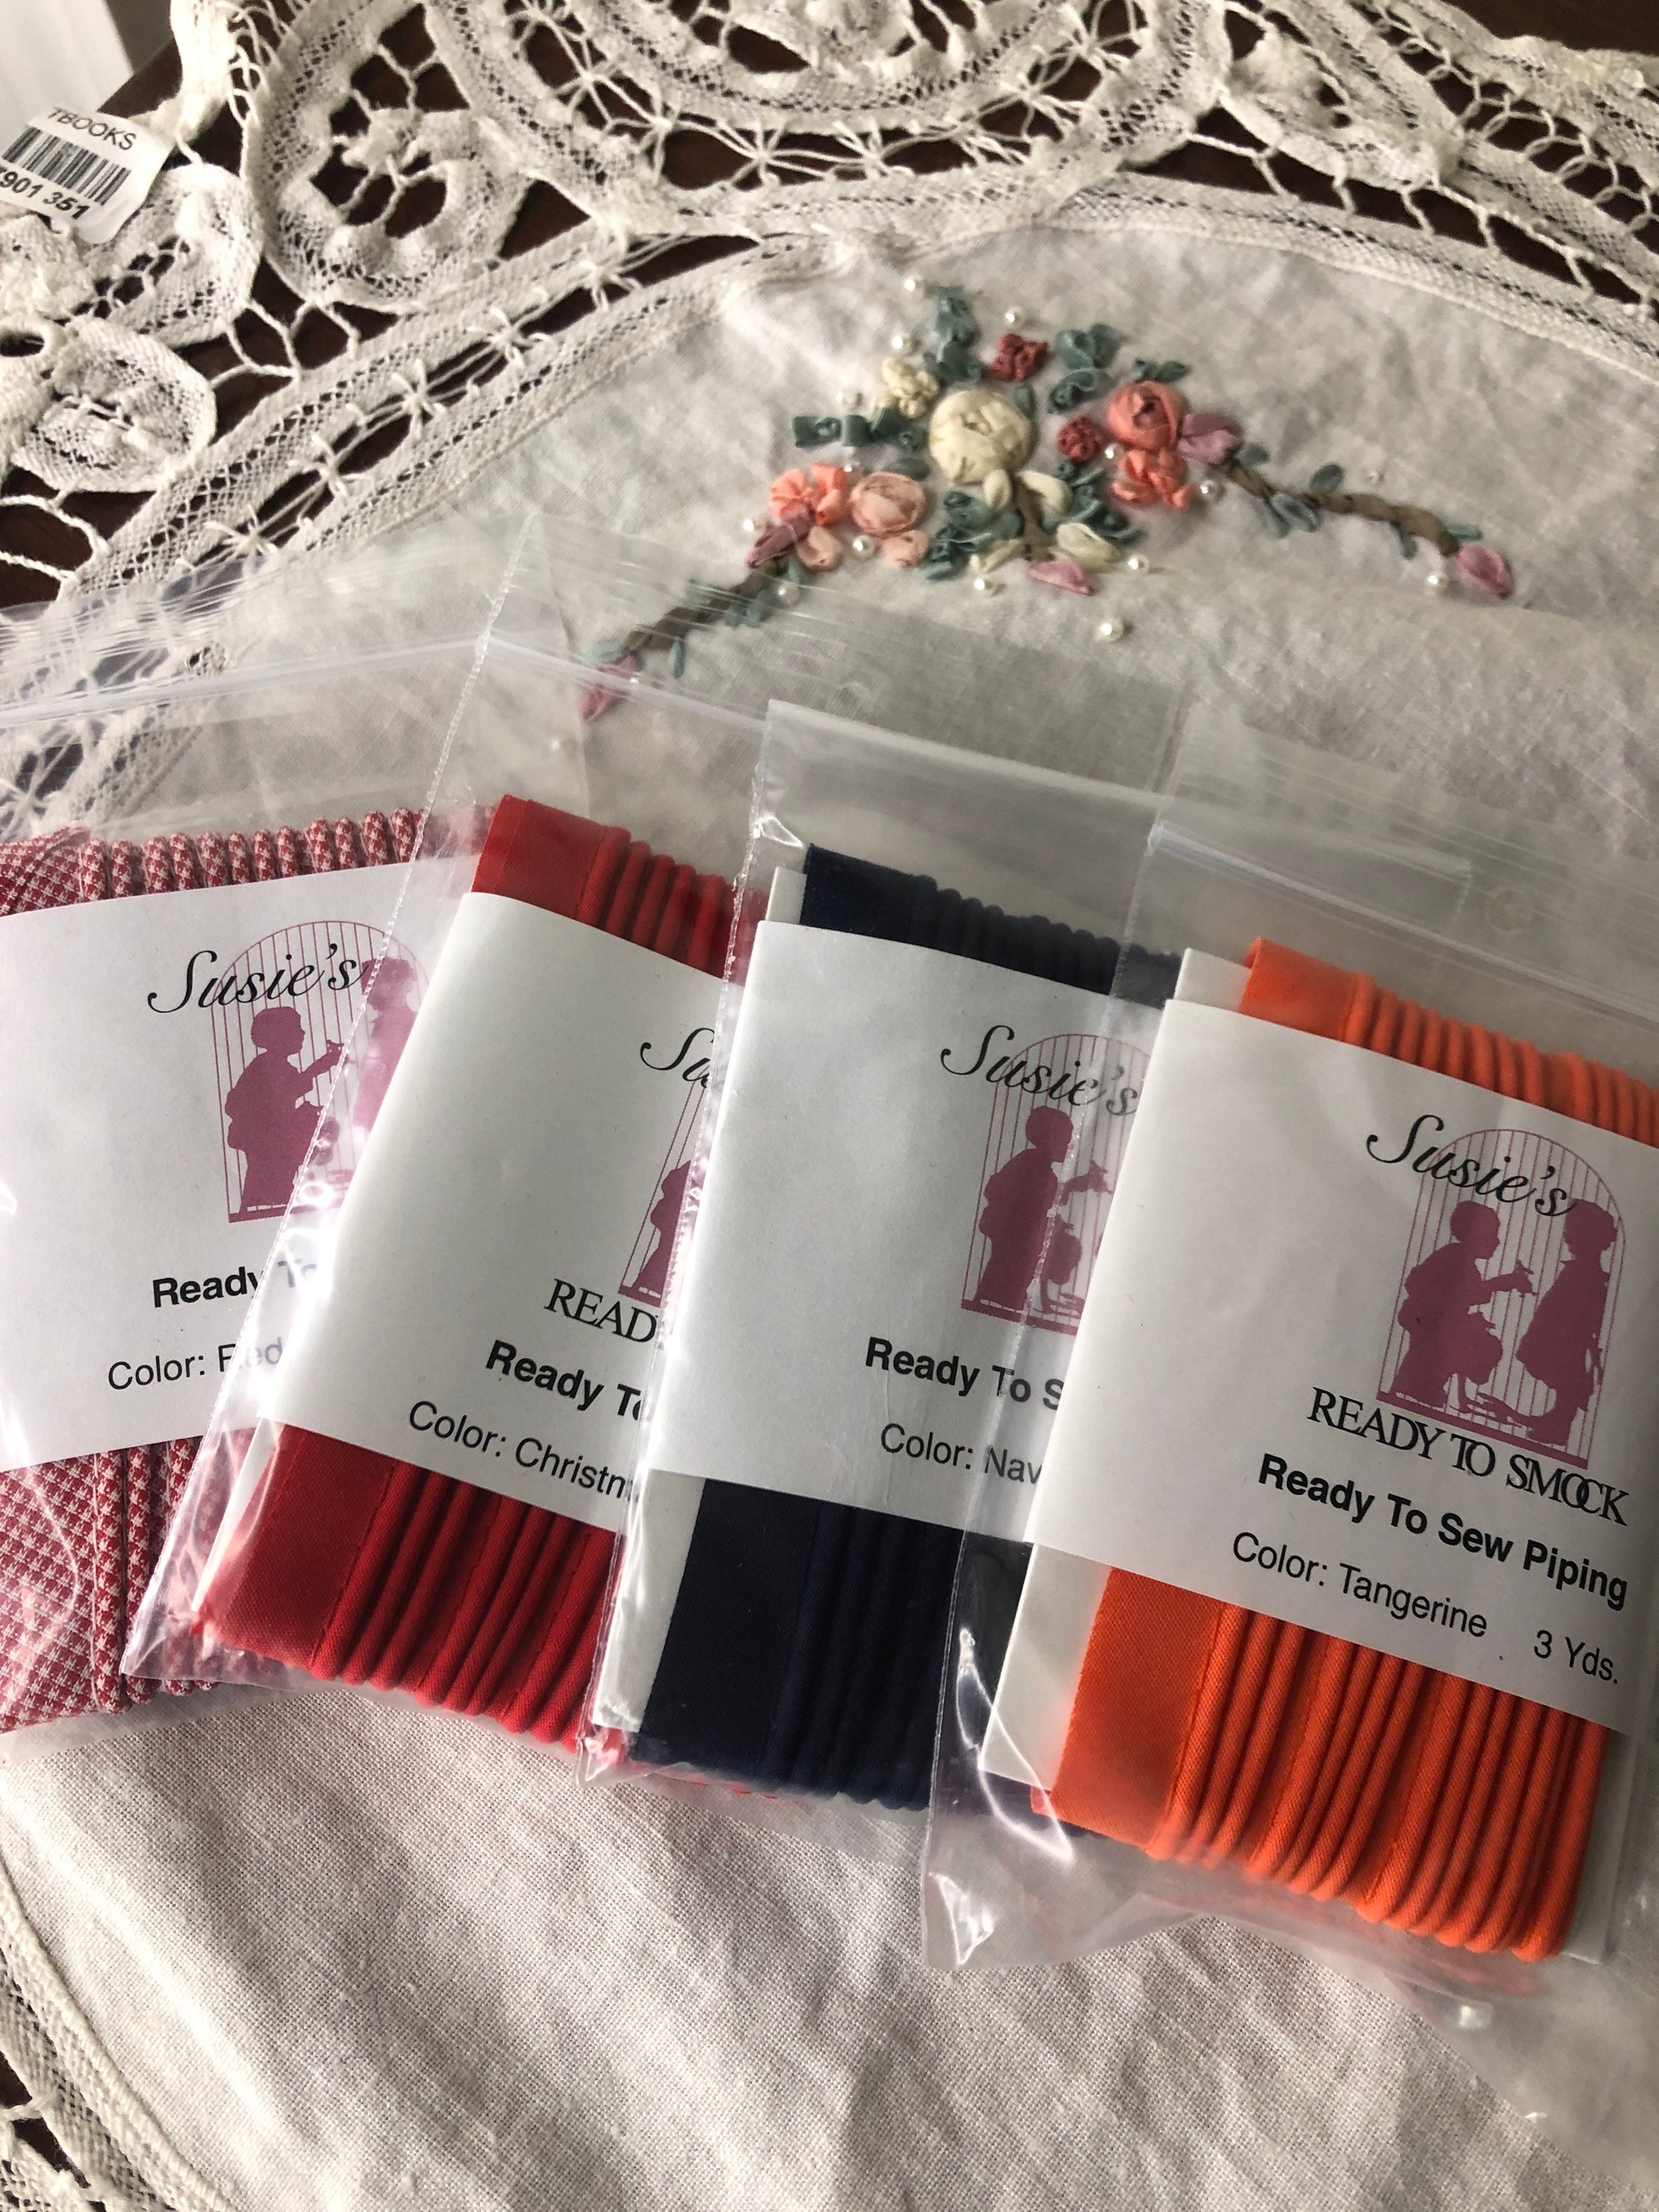 TBOOKS
901 351
Susie's
Ready To
Color: Red
Su
READ
Ready To
Color: Christm
Susie's
Ready To S
Color: Nav
Susie's
READY TO SMOCK
Ready To Sew Piping
Color: Tangerine 3 Yds.